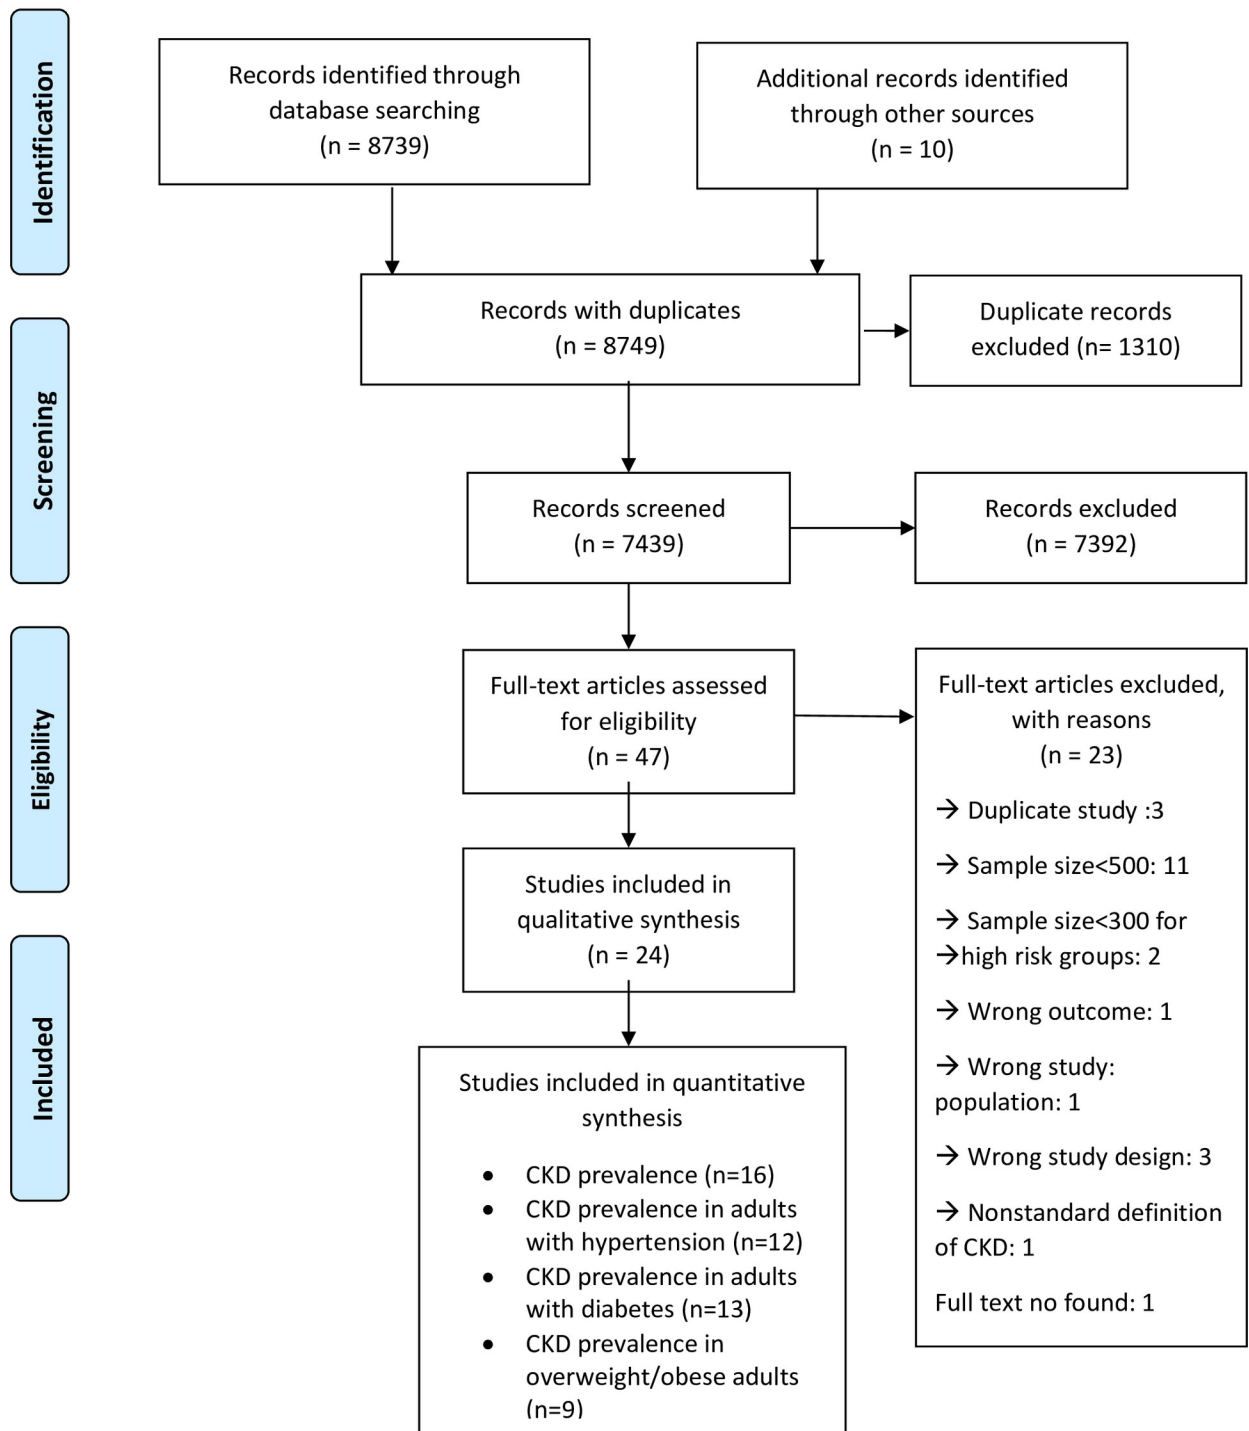 Identification
Records identified through
database searching
(n = 8739)
Additional records identified
through other sources
(n = 10)
Records with duplicates
(n = 8749)
Duplicate records
excluded (n= 1310)
Screening
Records screened
(n = 7439)
Records excluded
(n = 7392)
Eligibility
Full-text articles assessed
for eligibility
(n = 47)
Full-text articles excluded,
with reasons
(n = 23)
→ Duplicate study :3
→ Sample size<500: 11
→ Sample size<300 for
→high risk groups: 2
→ Wrong outcome: 1
→ Wrong study:
population: 1
→ Wrong study design: 3
→ Nonstandard definition
of CKD: 1
Full text no found: 1
Studies included in
qualitative synthesis
(n = 24)
Included
Studies included in quantitative
synthesis
• CKD prevalence (n=16)
• CKD prevalence in adults
with hypertension (n=12)
• CKD prevalence in adults
with diabetes (n=13)
• CKD prevalence in
overweight/obese adults
(n=9)